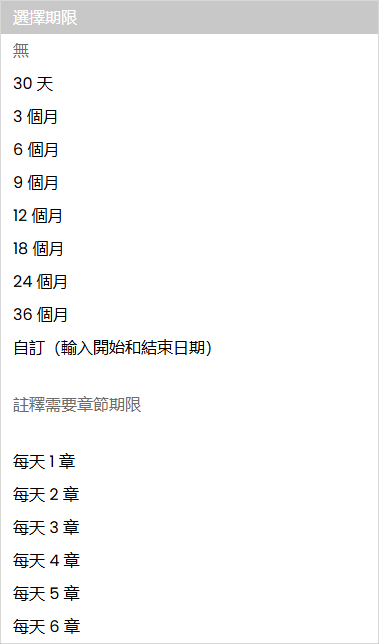 選擇期限
無
30 天
3 個月
6 個月
9 個月
12 個月
18 個月
24 個月
36 個月
自訂（輸入開始和結束日期）
註釋需要章節期限
每天 1 章
每天 2 章
每天 3 章
每天 4 章
每天 5 章
每天 6 章